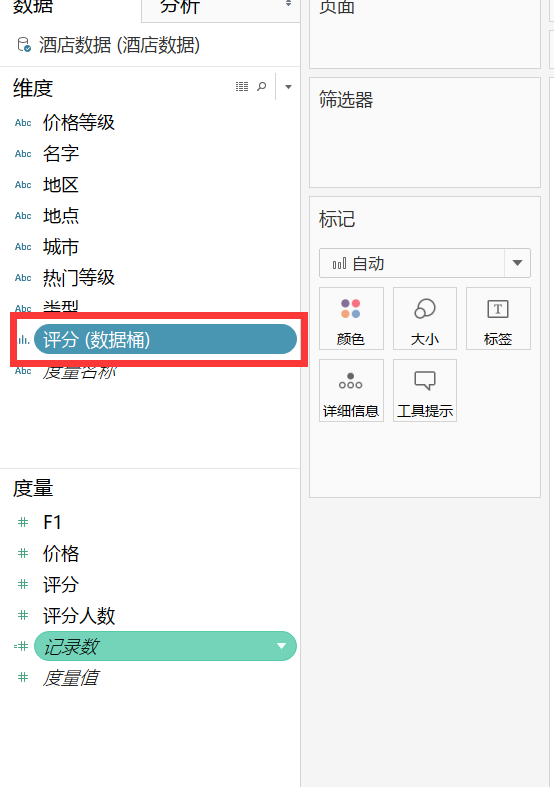 数据
分析
酒店数据 (酒店数据)
维度
Abc 价格等级
Abc 名字
Abc 地区
Abc 地点
Abc 城市
Abc 热门等级
Abc 类型
评分 (数据桶)
Abc 度量名称
度量
# F1
# 价格
# 评分
# 评分人数
=# 记录数
# 度量值
页面
筛选器
标记
自动
颜色
大小
T
标签
详细信息
工具提示